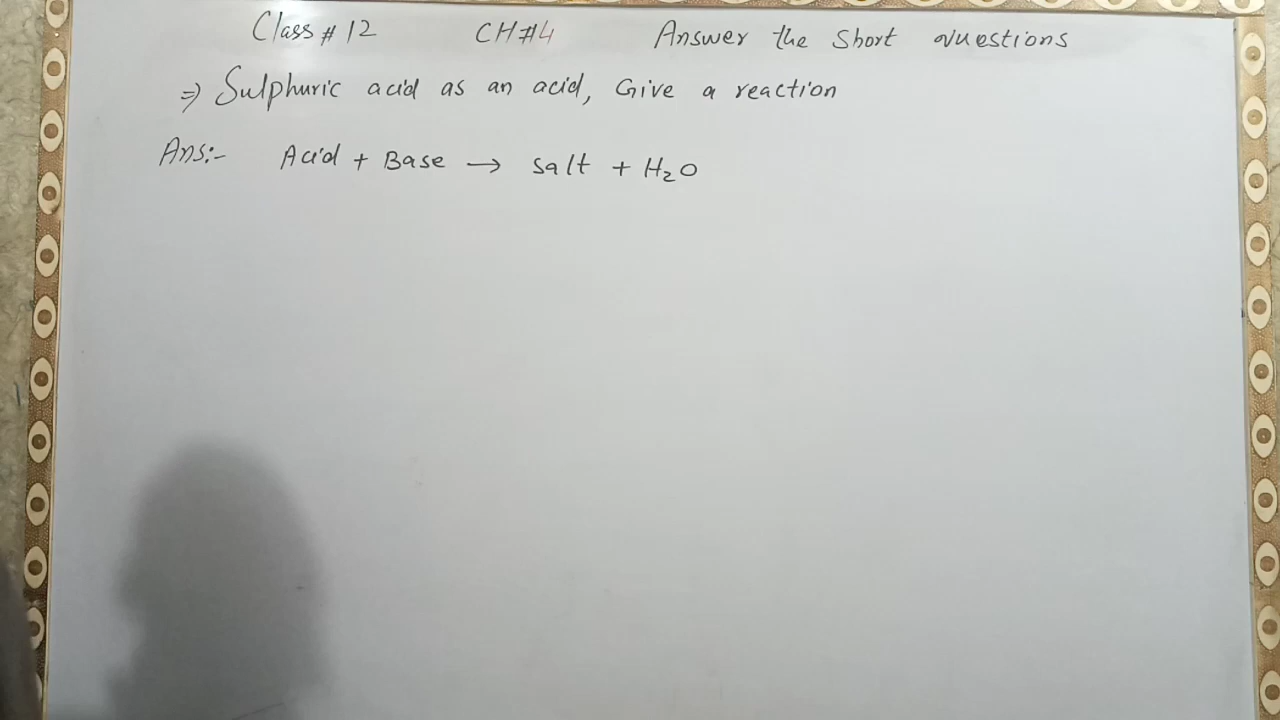 Class # 12 CH#4 Answer the Short Questions
⇒ Sulphuric acid as an acid, Give a reaction
Ans:- Acid + Base → Salt + H₂O